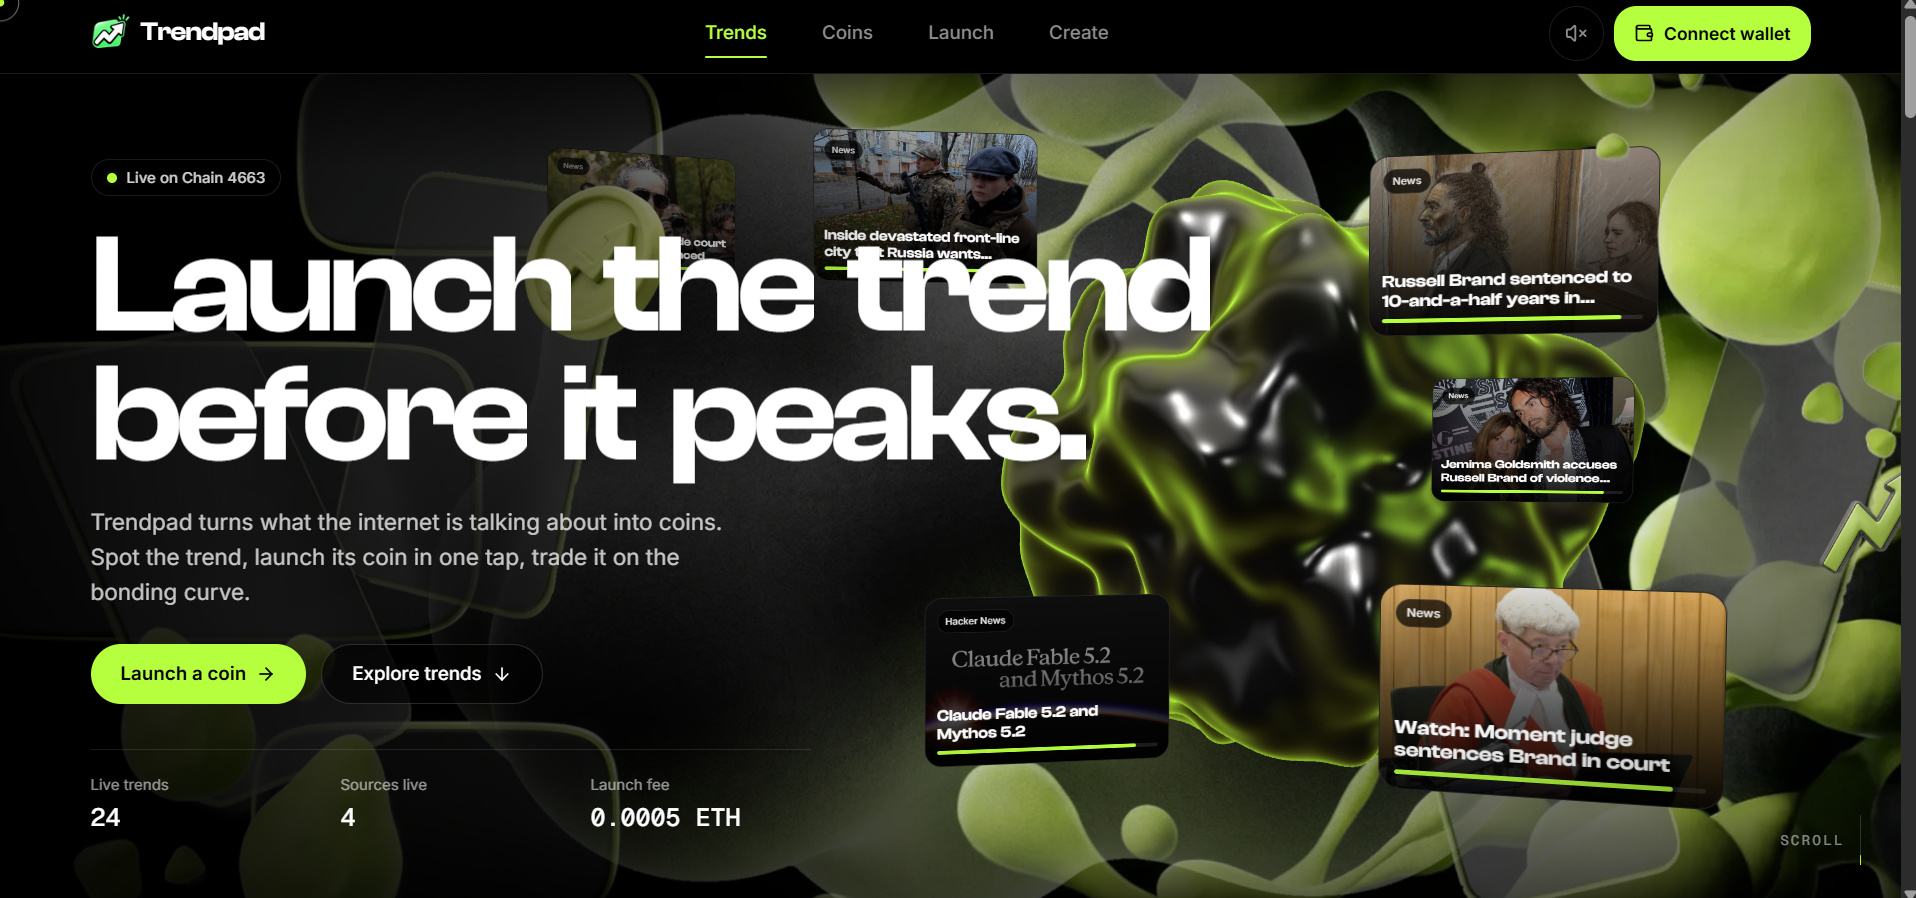 Trendpad
Trends
Coins
Launch
Create
Connect wallet
Live on Chain 4663
Launch the trend
before it peaks.
Trendpad turns what the internet is talking about into coins.
Spot the trend, launch its coin in one tap, trade it on the
bonding curve.
Launch a coin
Explore trends
Live trends
24
Sources live
4
Launch fee
0.0005 ETH
News
court
News
Inside devastated front-line
city Russia wants...
News
Russell Brand sentenced to
10-and-a-half years in...
News
Jemima Goldsmith accuses
Russell Brand of violence...
Hacker News
Claude Fable 5.2
and Mythos 5.2
Claude Fable 5.2 and
Mythos 5.2
News
Watch: Moment judge
sentences Brand in court
SCROLL